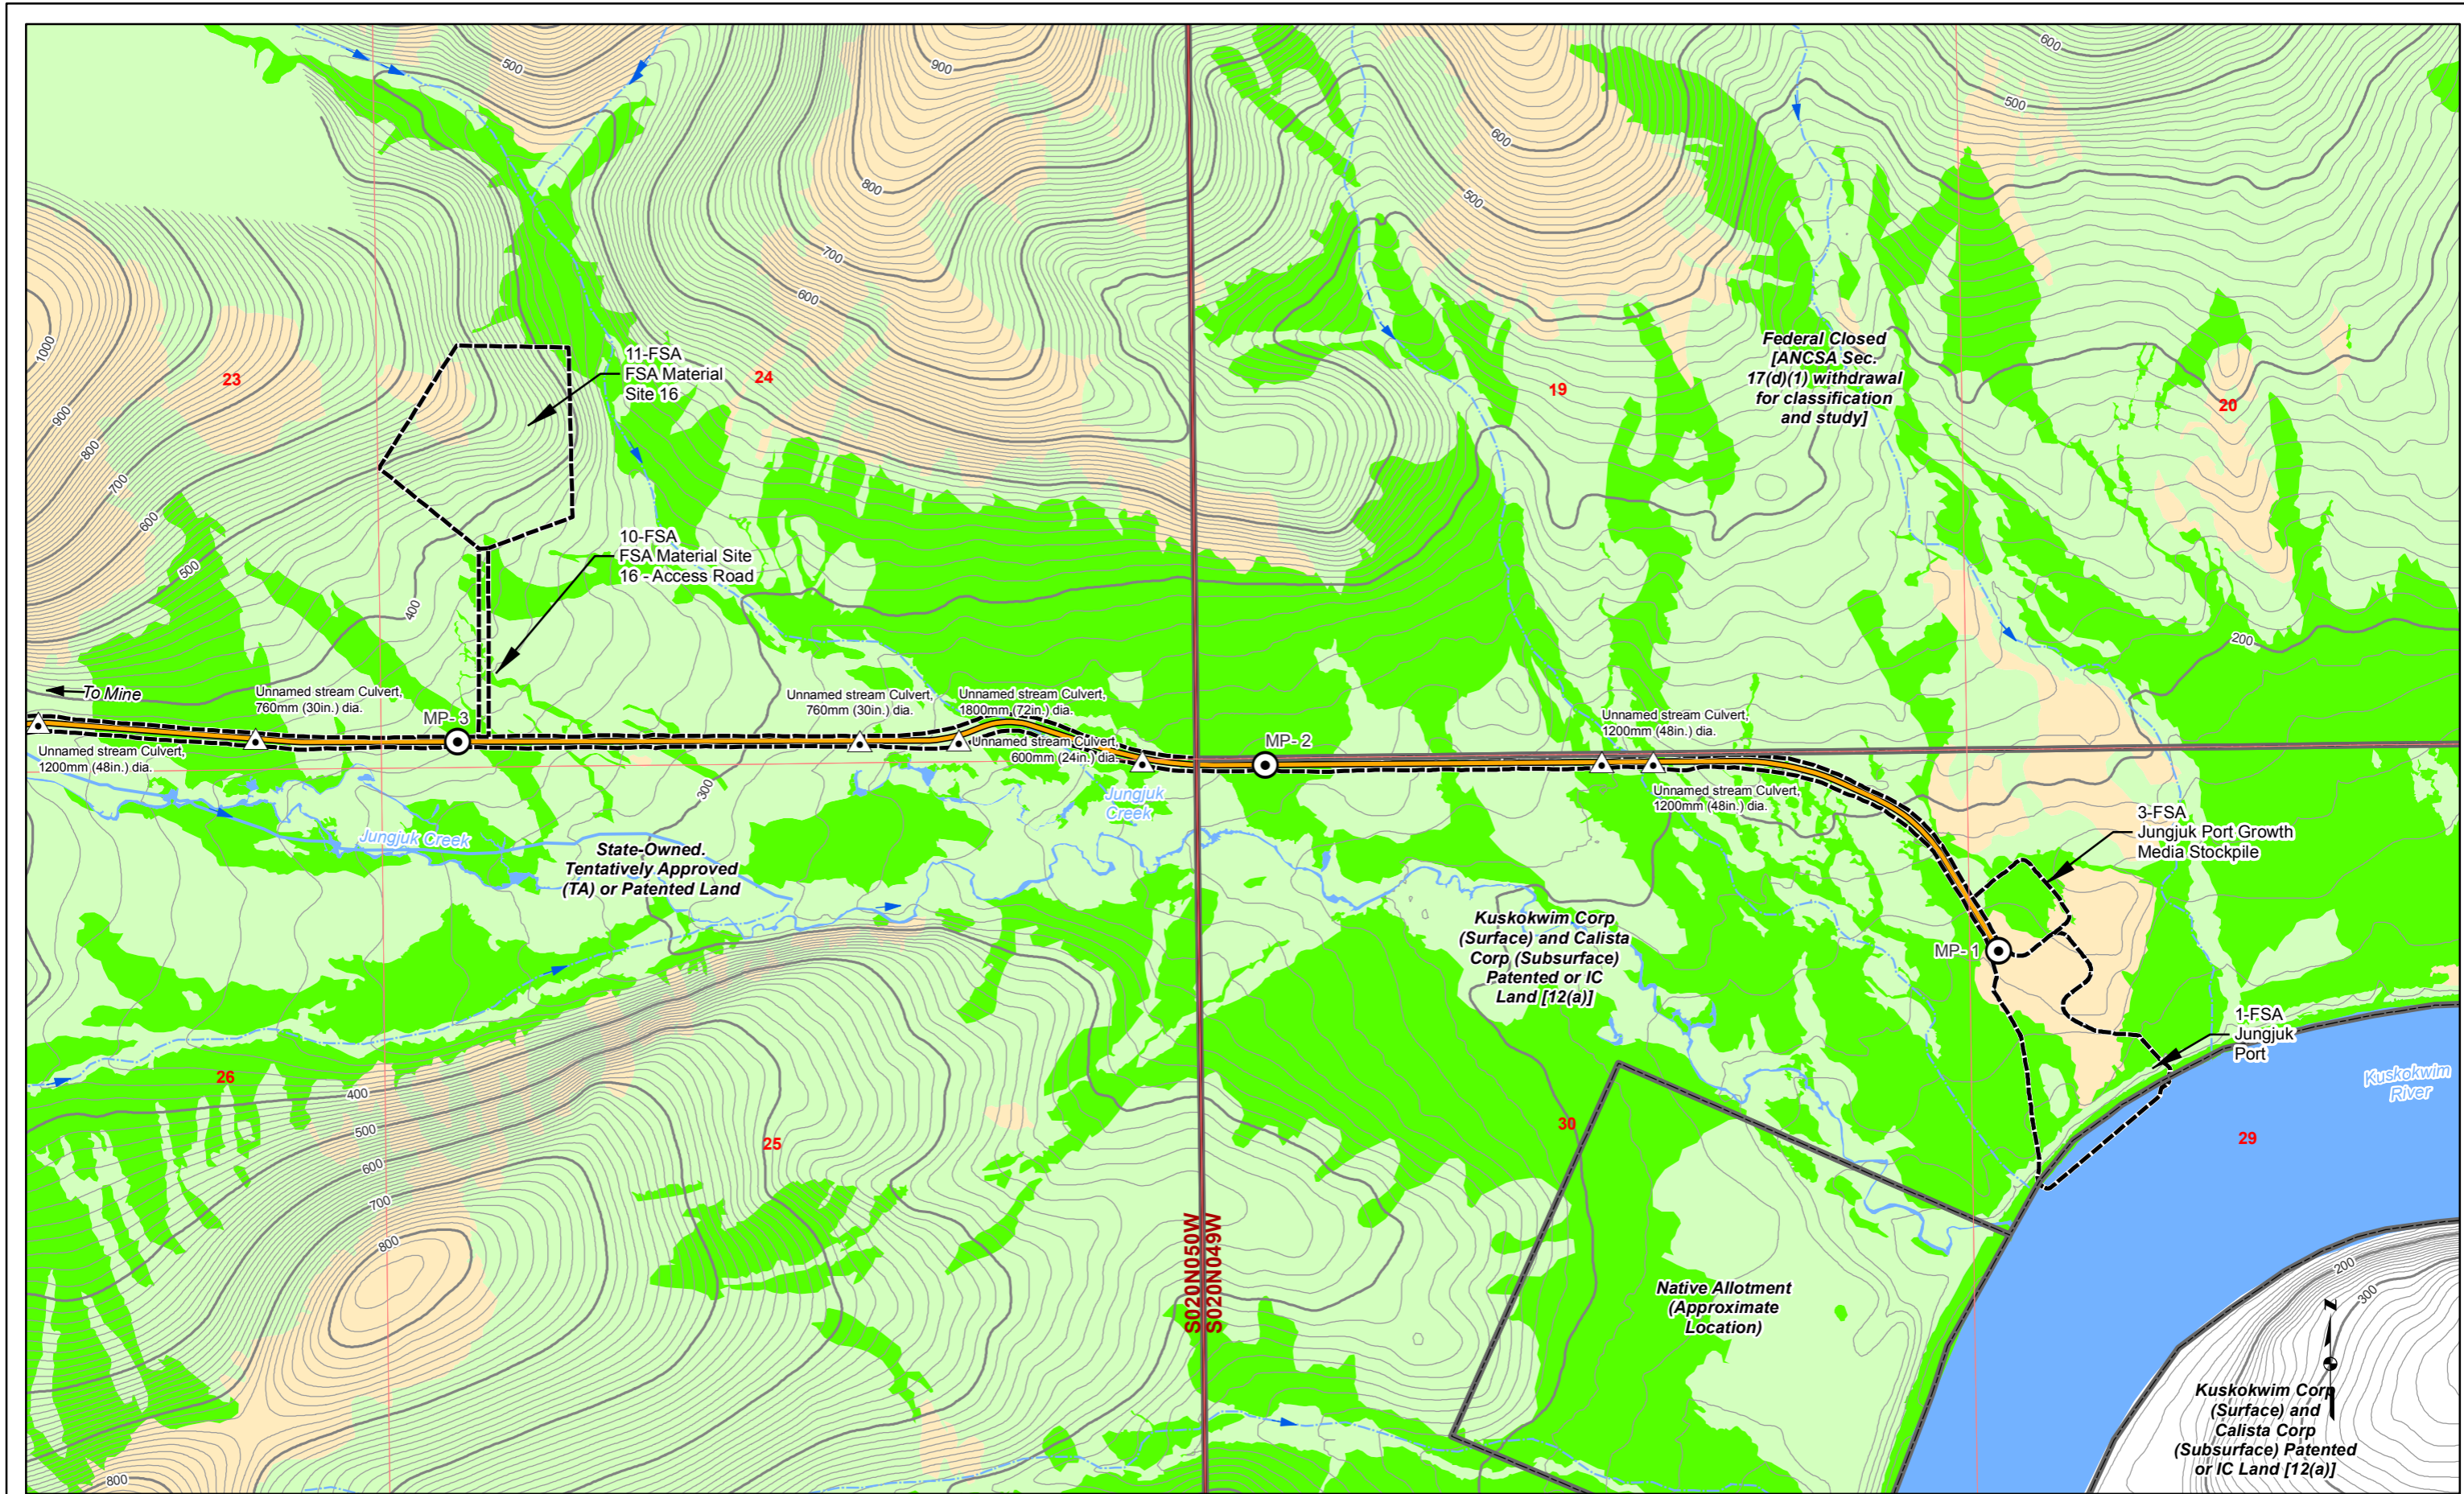 500
900
600
500
800
600
500
700
600
1000
900
800
700
600
500
400
23
24
19
20
11-FSA
FSA Material
Site 16
Federal Closed
[ANCSA Sec.
17(d)(1) withdrawal
for classification
and study]
10-FSA
FSA Material Site
16 - Access Road
200
To Mine
Unnamed stream Culvert,
760mm (30in.) dia.
MP- 3
Unnamed stream Culvert,
760mm (30in.) dia.
Unnamed stream Culvert,
1800mm (72in.) dia.
Unnamed stream Culvert,
1200mm (48in.) dia.
MP- 2
Unnamed stream Culvert,
1200mm (48in.) dia.
Unnamed stream Culvert,
600mm (24in.) dia.
300
Jungjuk
Creek
Unnamed stream Culvert,
1200mm (48in.) dia.
Jungjuk Creek
State-Owned.
Tentatively Approved
(TA) or Patented Land
3-FSA
Jungjuk Port Growth
Media Stockpile
Kuskokwim Corp
(Surface) and Calista
Corp (Subsurface)
Patented or IC
Land [12(a)]
MP- 1
1-FSA
Jungjuk
Port
Kuskokwim
River
26
25
30
29
400
500
600
700
800
800
S020N050W
S020N049W
Native Allotment
(Approximate
Location)
200
300
N
Kuskokwim Corp
(Surface) and
Calista Corp
(Subsurface) Patented
or IC Land [12(a)]